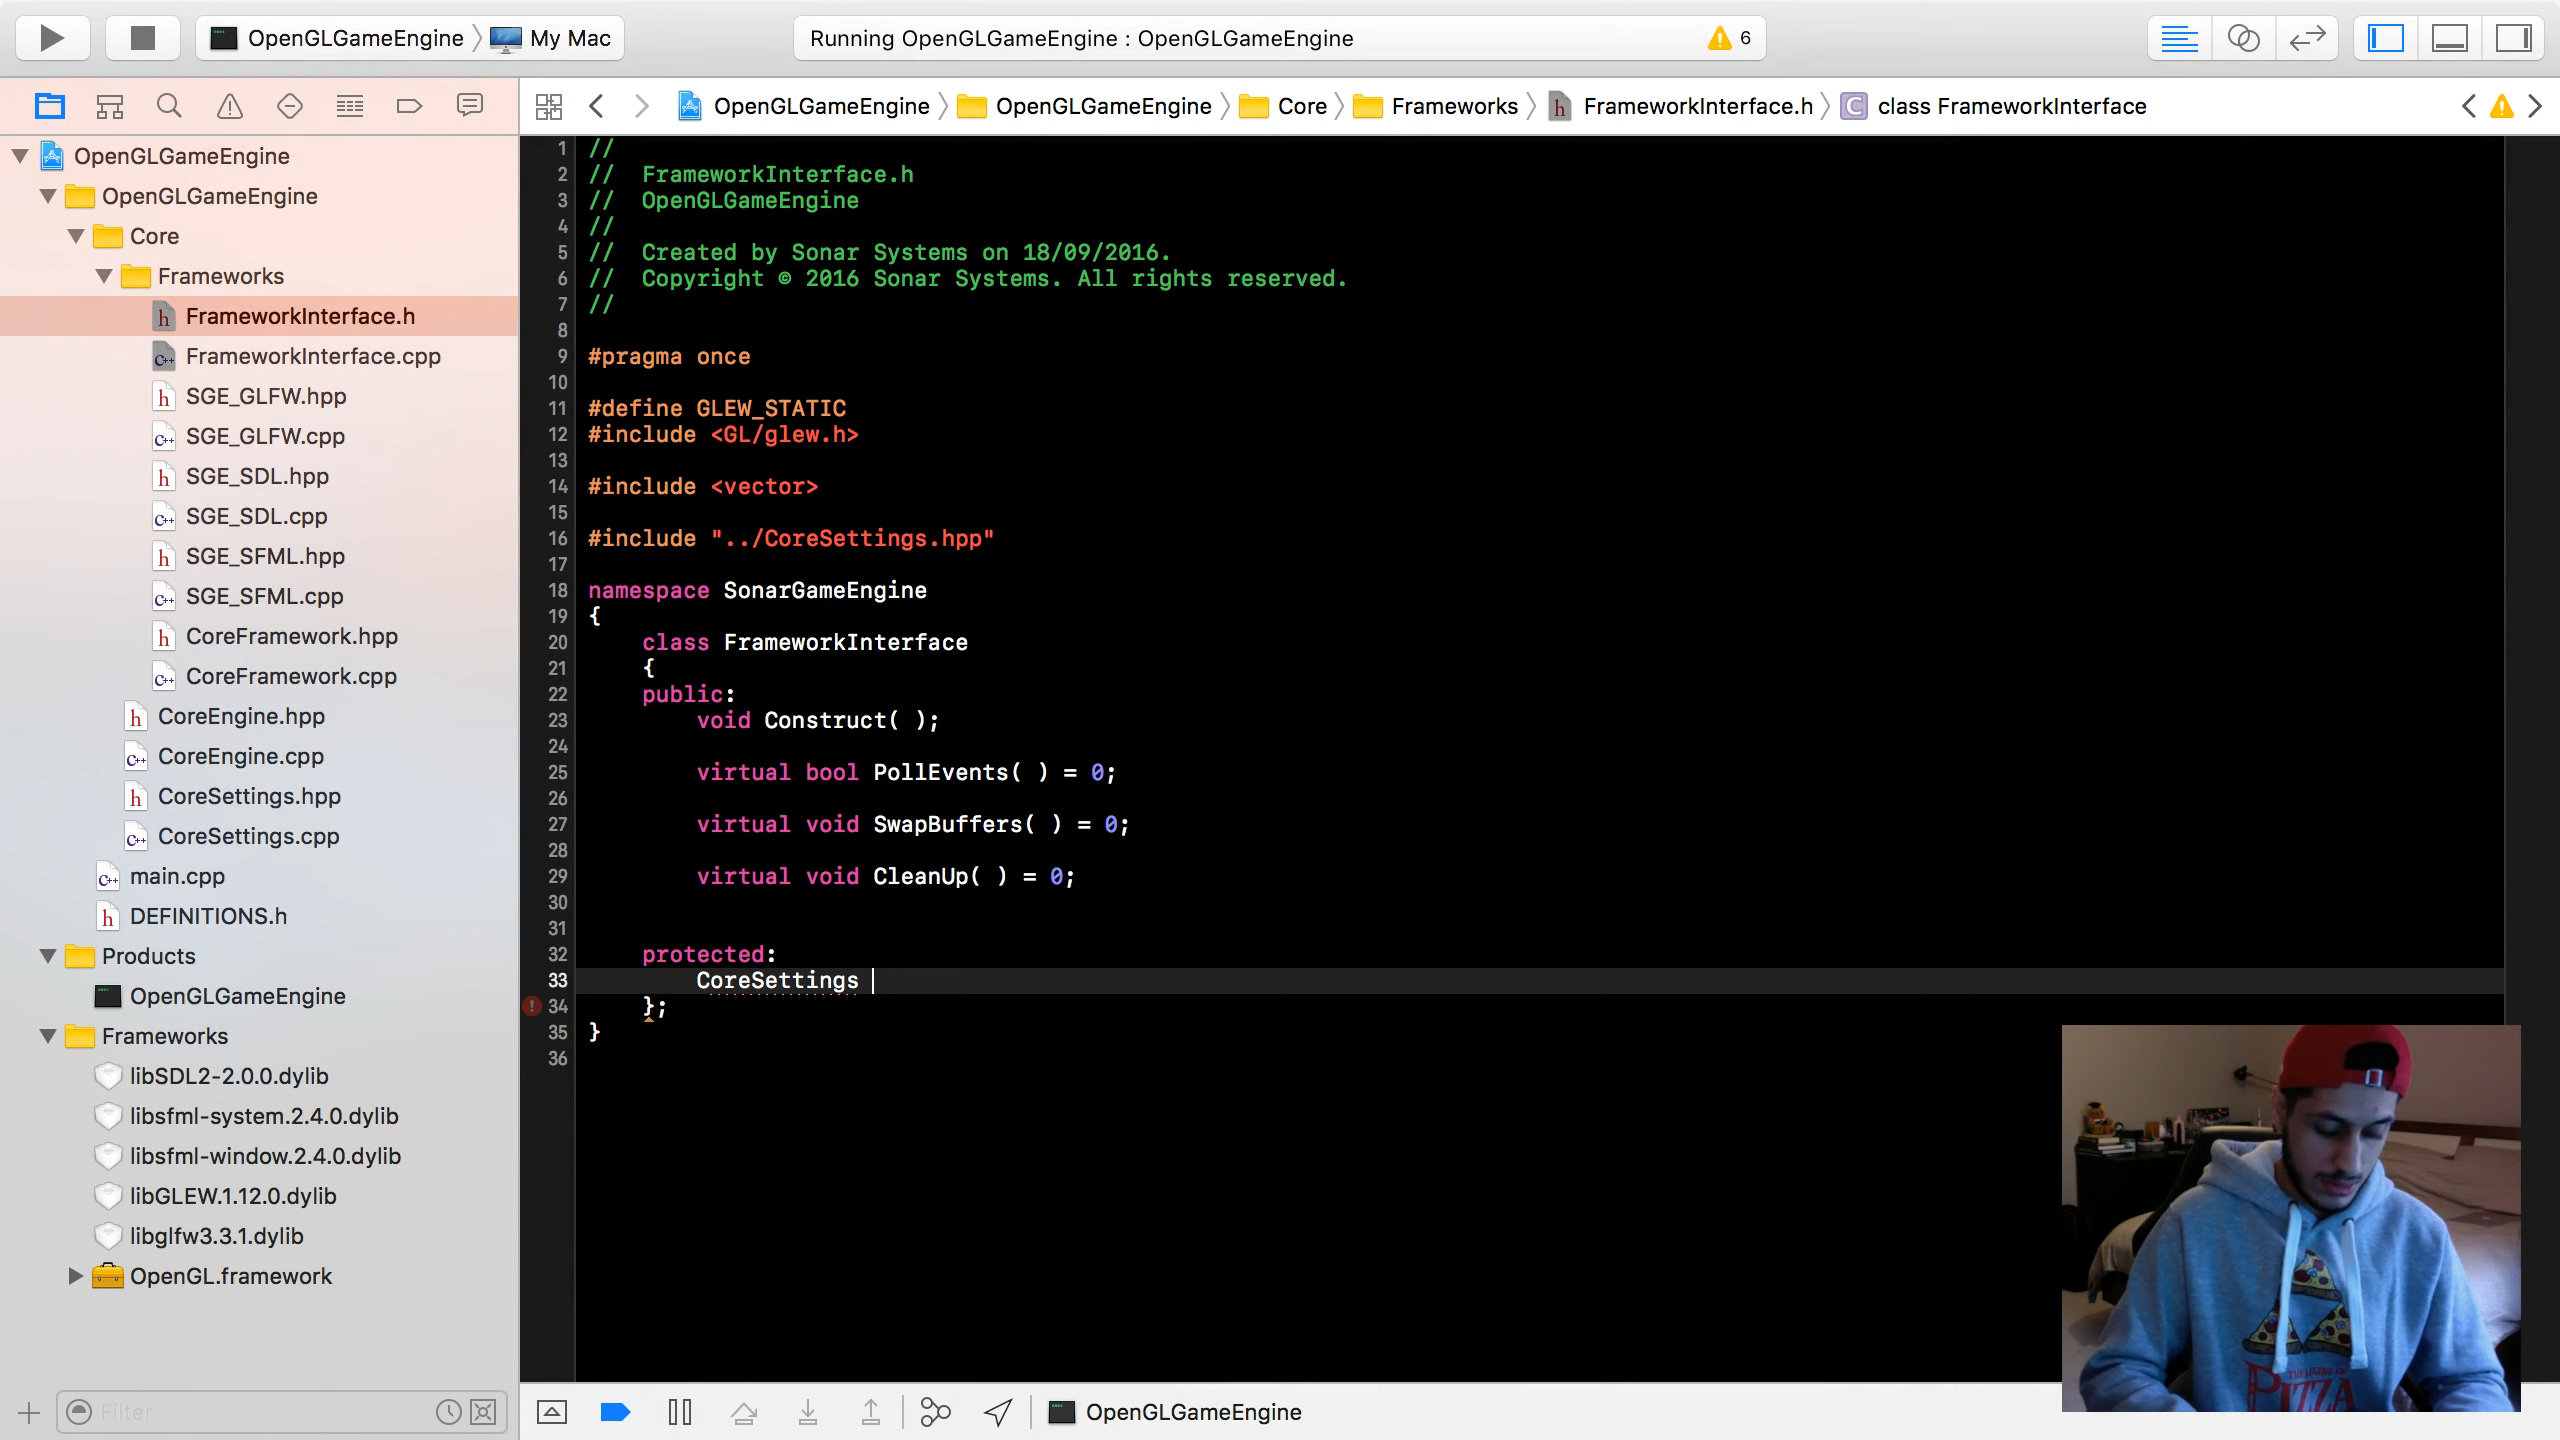 OpenGLGameEngine 〉 My Mac
Running OpenGLGameEngine : OpenGLGameEngine
6
OpenGLGameEngine 〉 OpenGLGameEngine 〉 Core 〉 Frameworks 〉 FrameworkInterface.h 〉 C class FrameworkInterface
OpenGLGameEngine
OpenGLGameEngine
Core
Frameworks
FrameworkInterface.h
FrameworkInterface.cpp
SGE_GLFW.hpp
SGE_GLFW.cpp
SGE_SDL.hpp
SGE_SDL.cpp
SGE_SFML.hpp
SGE_SFML.cpp
CoreFramework.hpp
CoreFramework.cpp
CoreEngine.hpp
CoreEngine.cpp
CoreSettings.hpp
CoreSettings.cpp
main.cpp
DEFINITIONS.h
Products
OpenGLGameEngine
Frameworks
libSDL2-2.0.0.dylib
libsfml-system.2.4.0.dylib
libsfml-window.2.4.0.dylib
libGLEW.1.12.0.dylib
libglfw3.3.1.dylib
OpenGL.framework
Filter
1 //
2 // FrameworkInterface.h
3 // OpenGLGameEngine
4 //
5 // Created by Sonar Systems on 18/09/2016.
6 // Copyright © 2016 Sonar Systems. All rights reserved.
7 //
8
9 #pragma once
10
11 #define GLEW_STATIC
12 #include <GL/glew.h>
13
14 #include <vector>
15
16 #include "../CoreSettings.hpp"
17
18 namespace SonarGameEngine
19 {
20 class FrameworkInterface
21 {
22 public:
23 void Construct( );
24
25 virtual bool PollEvents( ) = 0;
26
27 virtual void SwapBuffers( ) = 0;
28
29 virtual void CleanUp( ) = 0;
30
31
32 protected:
33 CoreSettings
34 };
35 }
36
OpenGLGameEngine
THE LEGEND OF
PIZZA